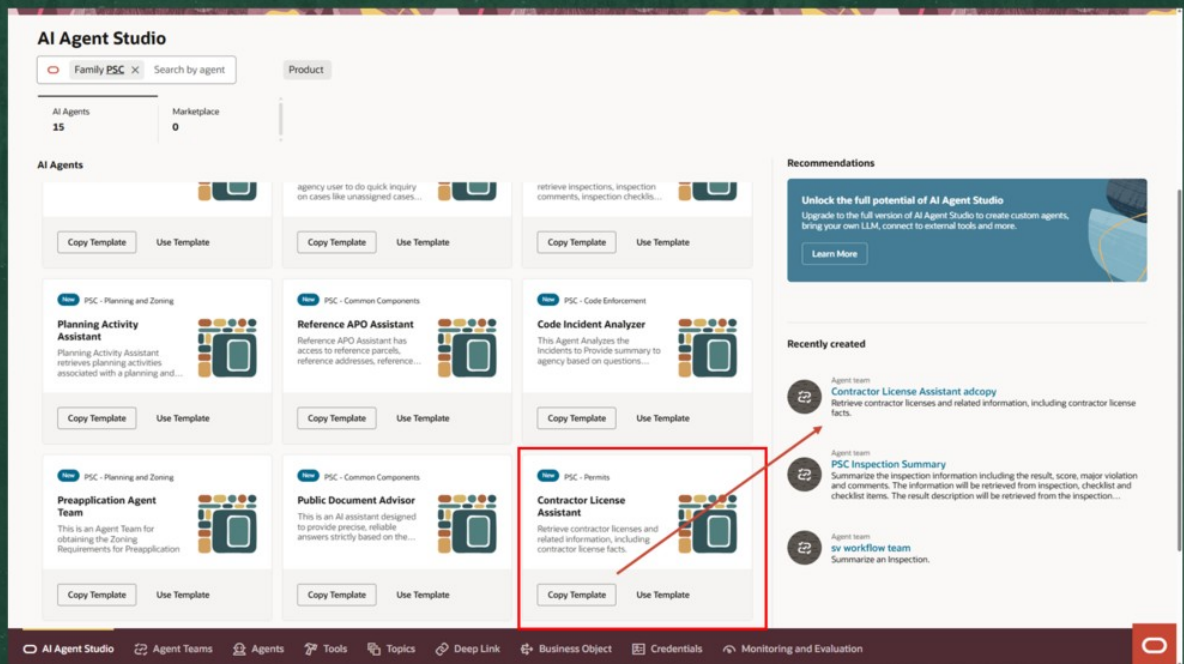 AI Agent Studio
Family PSC × Search by agent
Product
AI Agents
15
Marketplace
0
AI Agents
agency user to do quick inquiry
on cases like unassigned cases...
retrieve inspections, inspection
comments, inspection checklis...
Copy Template Use Template
Copy Template Use Template
Copy Template Use Template
New PSC - Planning and Zoning
Planning Activity
Assistant
Planning Activity Assistant
retrieves planning activities
associated with a planning and...
Copy Template Use Template
New PSC - Common Components
Reference APO Assistant
Reference APO Assistant has
access to reference parcels,
reference addresses, reference...
Copy Template Use Template
New PSC - Code Enforcement
Code Incident Analyzer
This Agent Analyzes the
Incidents to Provide summary to
agency based on questions...
Copy Template Use Template
New PSC - Planning and Zoning
Preapplication Agent
Team
This is an Agent Team for
obtaining the Zoning
Requirements for Preapplication
Copy Template Use Template
New PSC - Common Components
Public Document Advisor
This is an AI assistant designed
to provide precise, reliable
answers strictly based on the...
Copy Template Use Template
New PSC - Permits
Contractor License
Assistant
Retrieve contractor licenses and
related information, including
contractor license facts.
Copy Template Use Template
Recommendations
Unlock the full potential of AI Agent Studio
Upgrade to the full version of AI Agent Studio to create custom agents,
bring your own LLM, connect to external tools and more.
Learn More
Recently created
Agent team
Contractor License Assistant adcopy
Retrieve contractor licenses and related information, including contractor license
facts.
Agent team
PSC Inspection Summary
Summarize the inspection information including the result, score, major violation
and comments. The information will be retrieved from inspection, checklist and
checklist items. The result description will be retrieved from the inspection...
Agent team
sv workflow team
Summarize an Inspection.
AI Agent Studio Agent Teams Agents Tools Topics Deep Link Business Object Credentials Monitoring and Evaluation